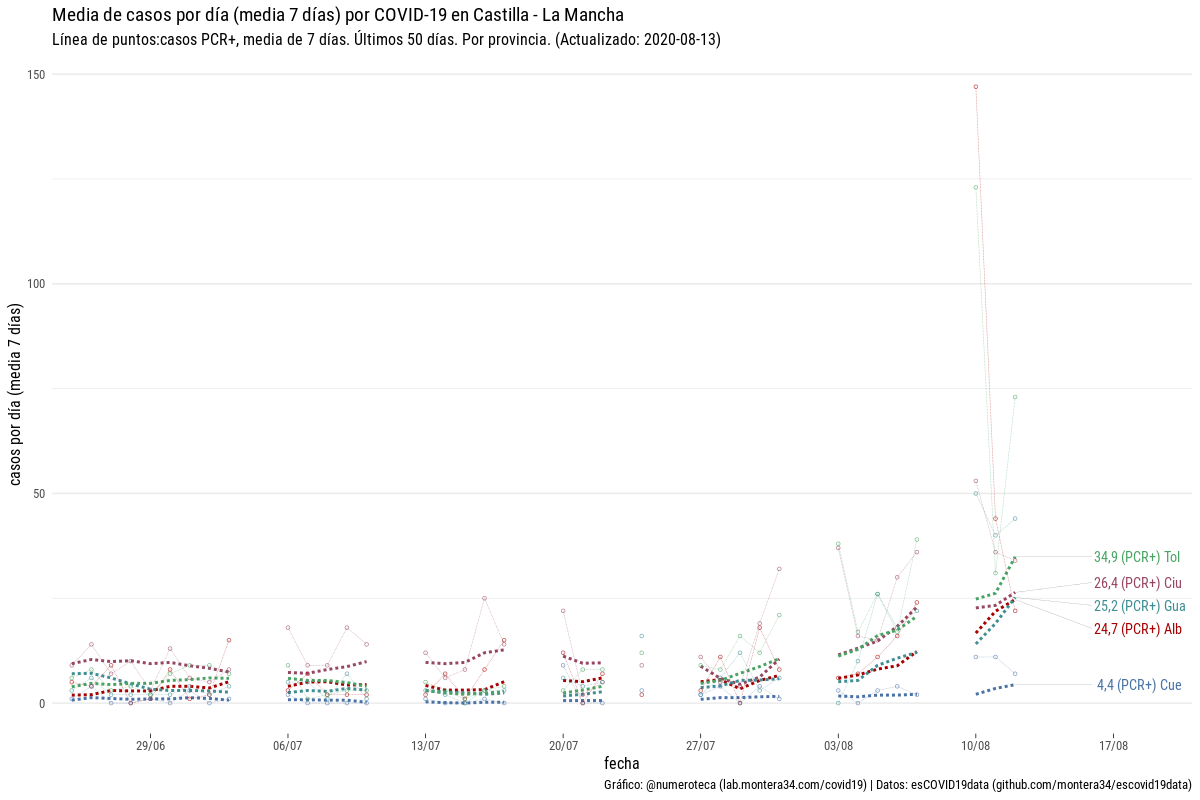 Media de casos por día (media 7 días) por COVID-19 en Castilla - La Mancha
Línea de puntos:casos PCR+, media de 7 días. Últimos 50 días. Por provincia. (Actualizado: 2020-08-13)
casos por día (media 7 días)
150
100
50
0
34,9 (PCR+) Tol
26,4 (PCR+) Ciu
25,2 (PCR+) Gua
24,7 (PCR+) Alb
4,4 (PCR+) Cue
29/06 06/07 13/07 20/07 27/07 03/08 10/08 17/08
fecha
Gráfico: @numeroteca (lab.montera34.com/covid19) | Datos: esCOVID19data (github.com/montera34/escovid19data)